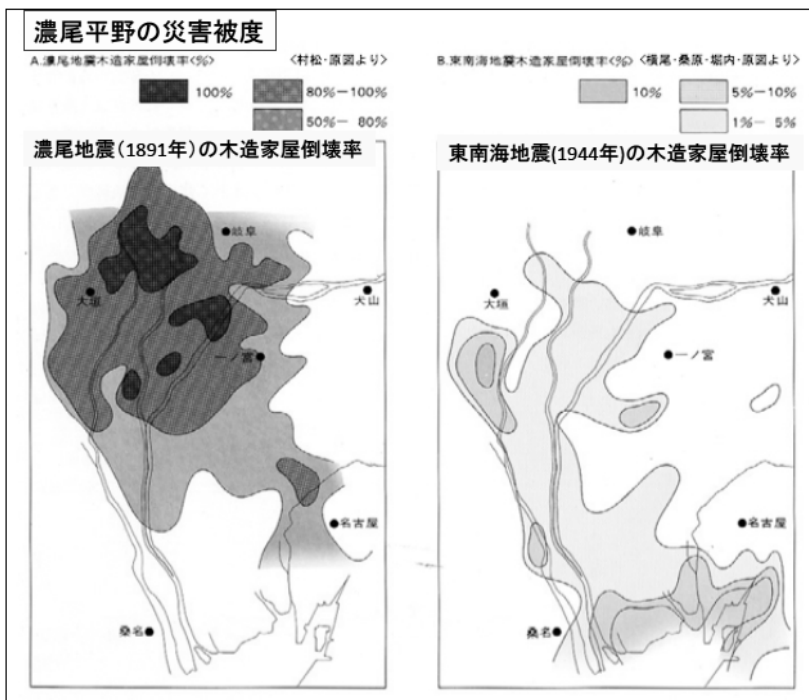 濃尾平野の災害被度
A.濃尾地震木造家屋倒壊率<%>
<村松・原図より>
100%
80%−100%
50%− 80%
濃尾地震(1891年)の木造家屋倒壊率
岐阜
大垣
犬山
一ノ宮
名古屋
桑名
B.東南海地震木造家屋倒壊率<%>
<横尾・桑原・堀内・原図より>
10%
5%−10%
1%− 5%
東南海地震(1944年)の木造家屋倒壊率
岐阜
大垣
犬山
一ノ宮
名古屋
桑名